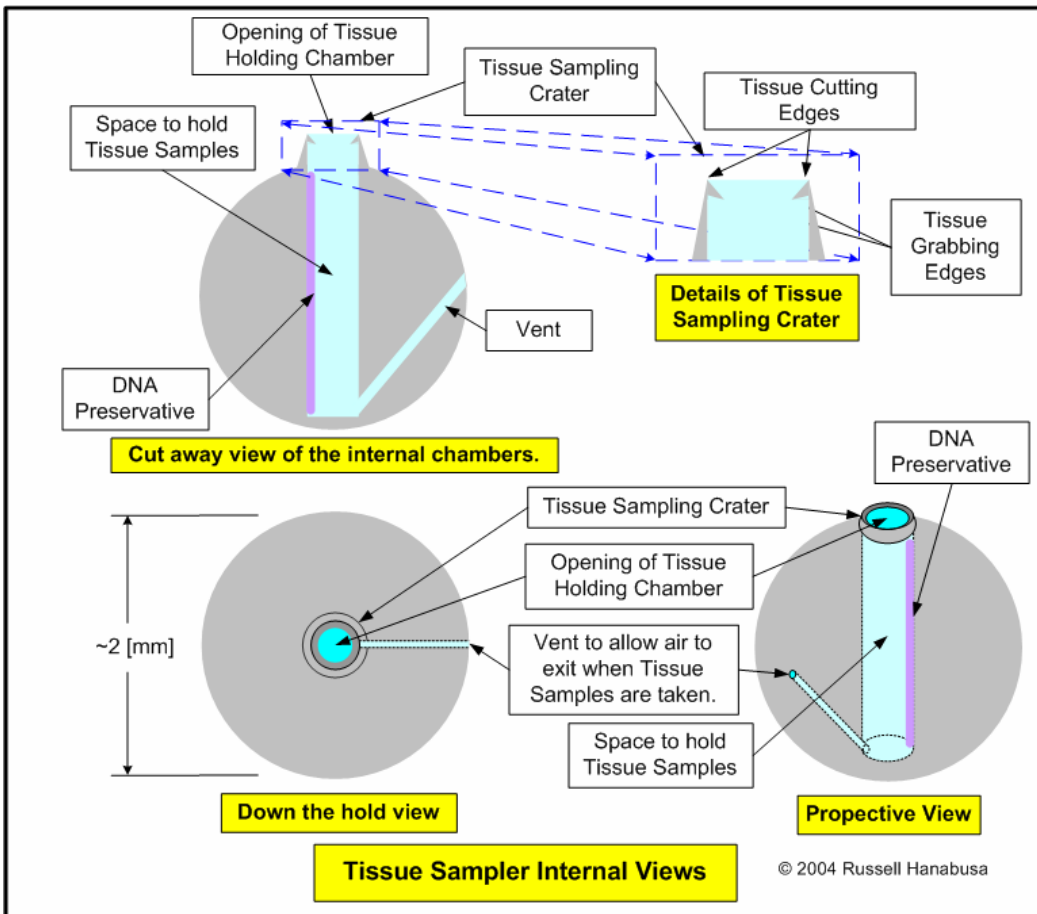 Opening of Tissue
Holding Chamber
Tissue Sampling
Crater
Tissue Cutting
Edges
Space to hold
Tissue Samples
Tissue
Grabbing
Edges
Details of Tissue
Sampling Crater
Vent
DNA
Preservative
Cut away view of the internal chambers.
DNA
Preservative
Tissue Sampling Crater
Opening of Tissue
Holding Chamber
~2 [mm]
Vent to allow air to
exit when Tissue
Samples are taken.
Space to hold
Tissue Samples
Down the hold view
Propective View
Tissue Sampler Internal Views
© 2004 Russell Hanabusa